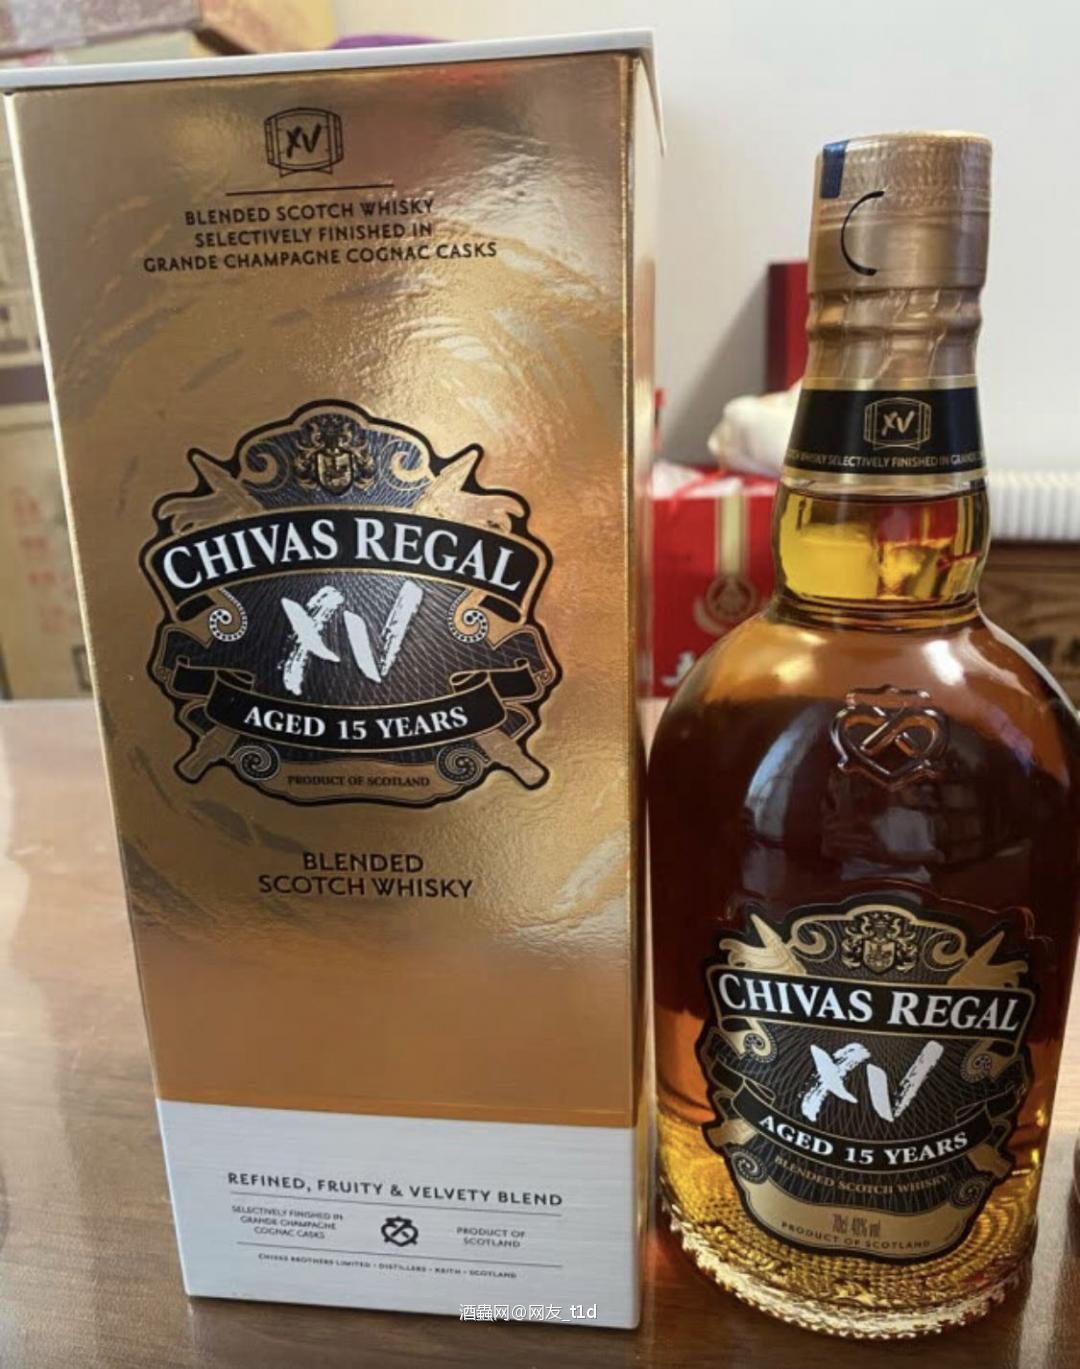 XV
BLENDED SCOTCH WHISKY
SELECTIVELY FINISHED IN
GRANDE CHAMPAGNE COGNAC CASKS
CHIVAS REGAL
XV
AGED 15 YEARS
PRODUCT OF SCOTLAND
BLENDED
SCOTCH WHISKY
REFINED, FRUITY & VELVETY BLEND
SELECTIVELY FINISHED IN
GRANDE CHAMPAGNE
COGNAC CASKS
PRODUCT OF
SCOTLAND
CHIVAS BROTHERS LIMITED • DISTILLERS • KEITH • SCOTLAND
XV
WHISKY SELECTIVELY FINISHED IN
CHIVAS REGAL
XV
AGED 15 YEARS
BLENDED SCOTCH WHISKY
70cl 40% vol
PRODUCT OF SCOTLAND
酒蟲网@网友_t1d